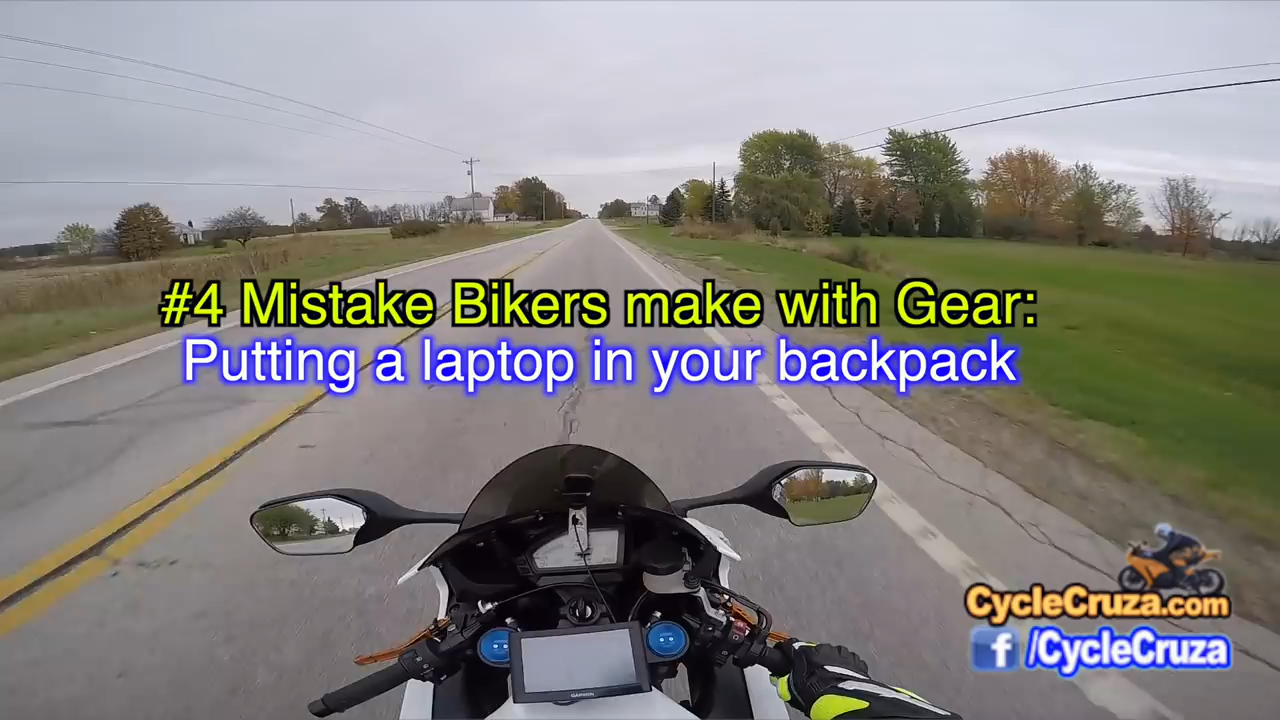 #4 Mistake Bikers make with Gear:
Putting a laptop in your backpack
CycleCruza.com
f/CycleCruza
GARMIN